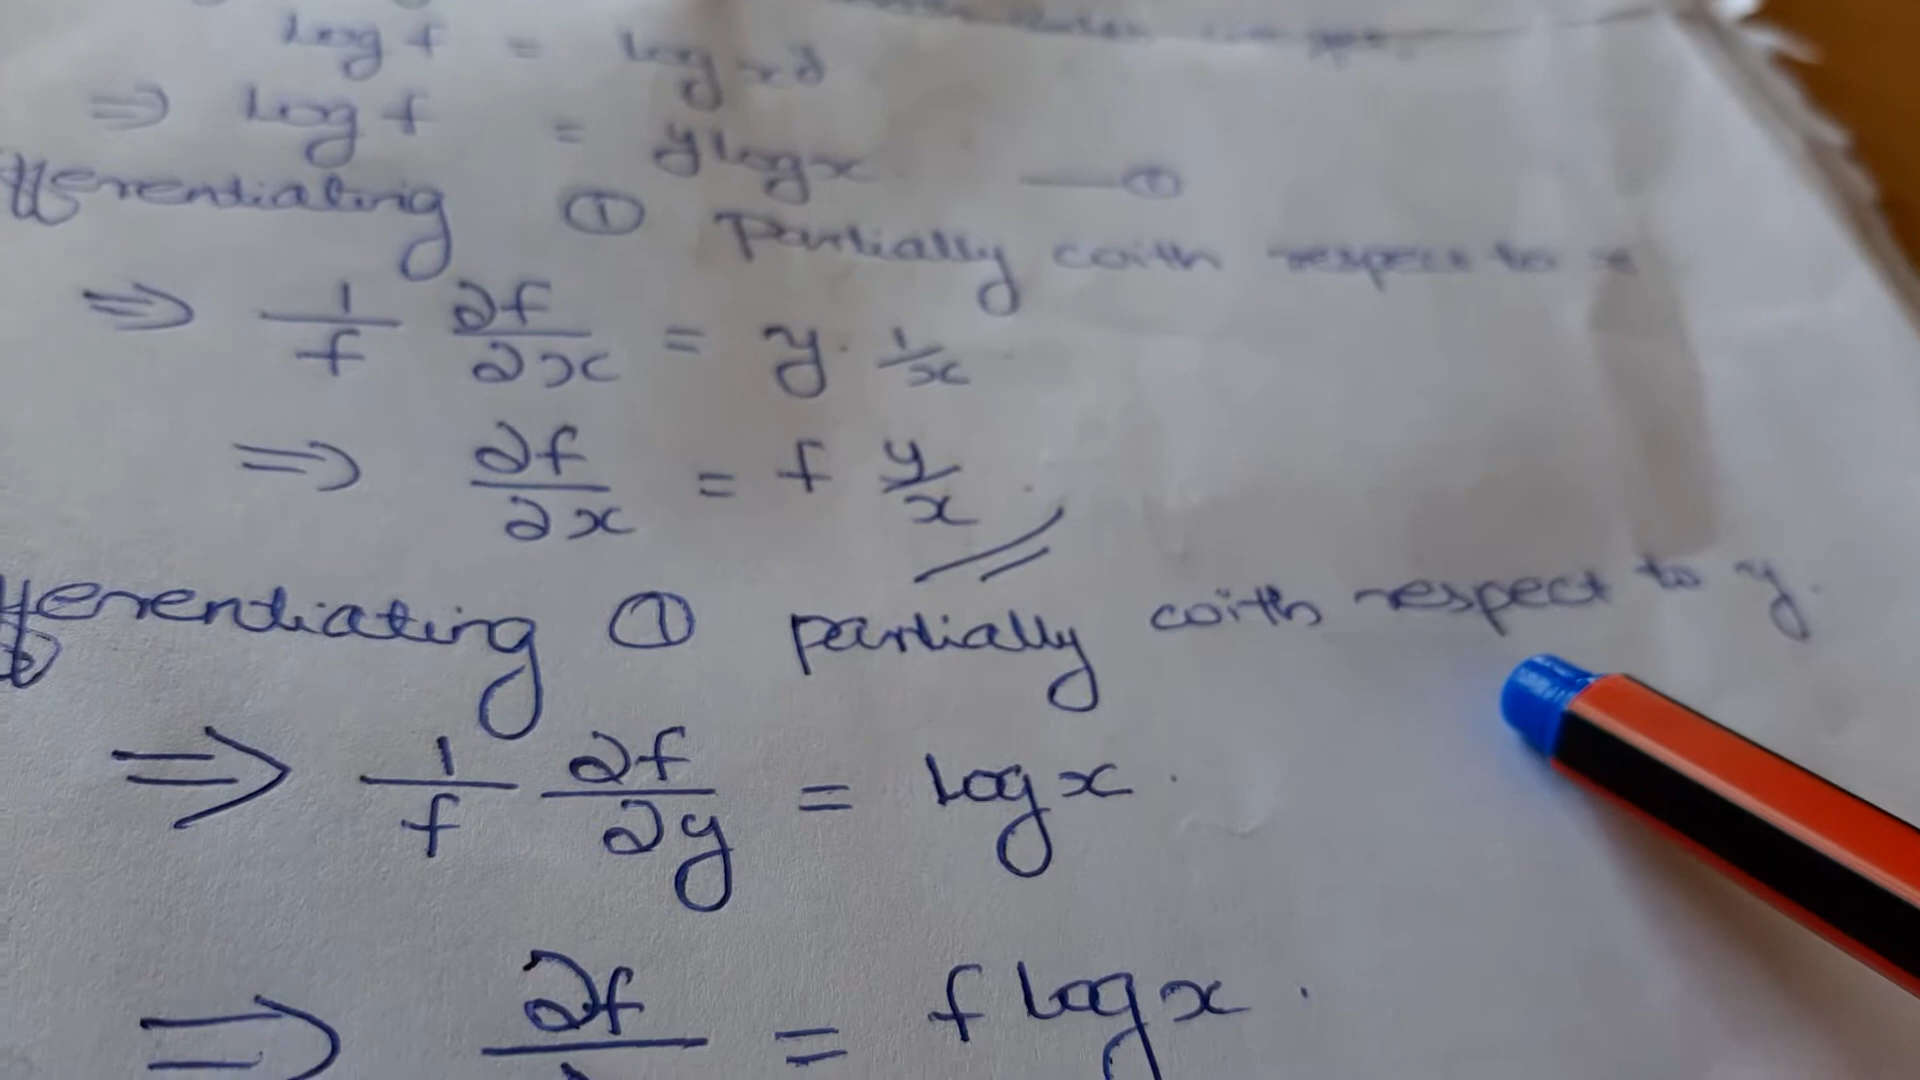 log f = log x^y
⇒ log f = y log x —①
fferentiating ① partially with respect to x
⇒ 1/f ∂f/∂x = y · 1/x
⇒ ∂f/∂x = f y/x
fferentiating ① partially with respect to y.
⇒ 1/f ∂f/∂y = log x.
⇒ ∂f = f log x.